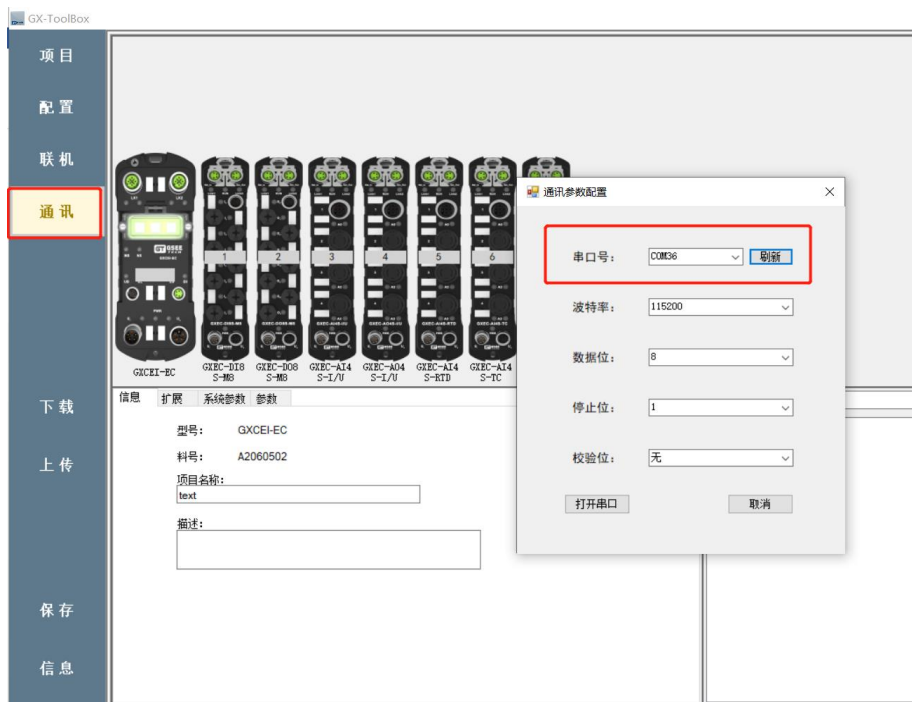 GX-ToolBox
项目
配置
联机
通讯
下载
上传
保存
信息
GT GSEE
1
2
3
4
5
6
GXCEI-EC
GXEC-DI8
S-M8
GXEC-DO8
S-M8
GXEC-AI4
S-I/U
GXEC-AO4
S-I/U
GXEC-AI4
S-RTD
GXEC-AI4
S-TC
信息 扩展 系统参数 参数
型号: GXCEI-EC
料号: A2060502
项目名称:
text
描述:
通讯参数配置
串口号: COM36 刷新
波特率: 115200
数据位: 8
停止位: 1
校验位: 无
打开串口 取消